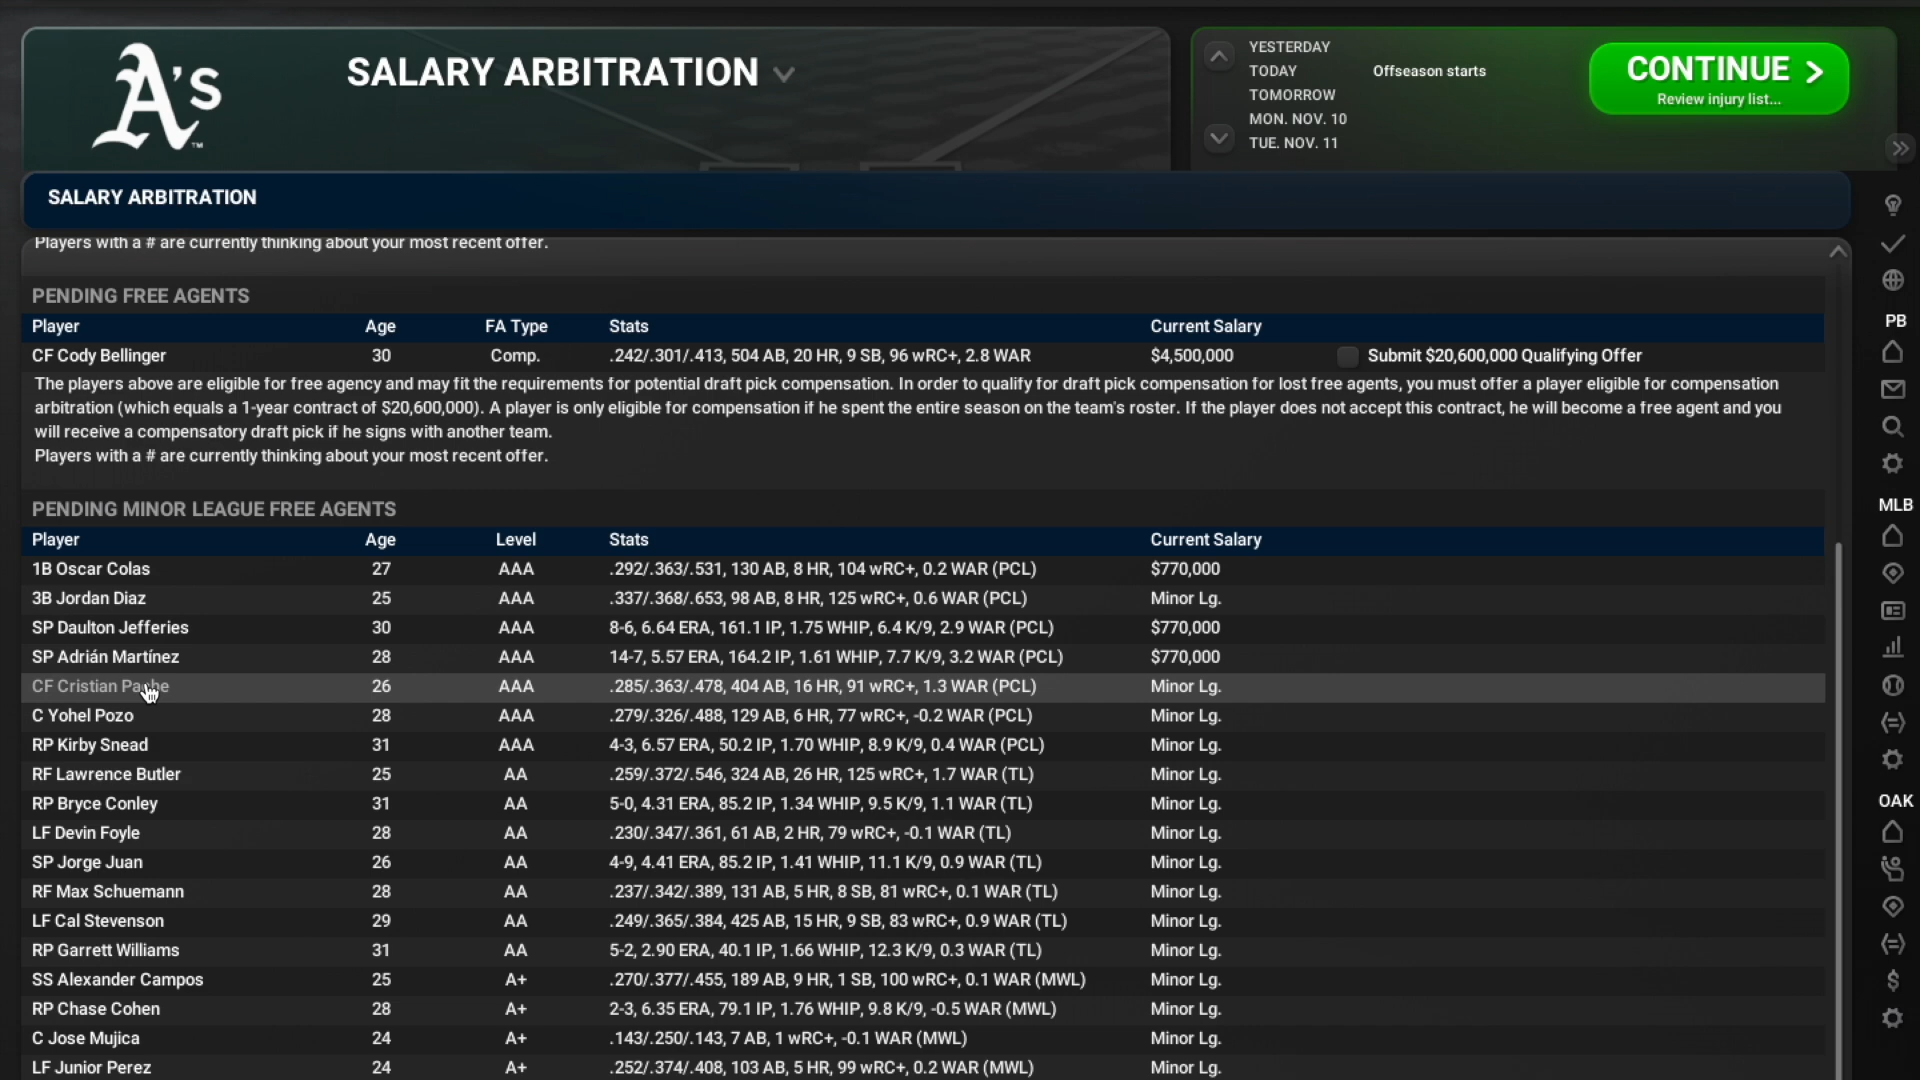 A's
SALARY ARBITRATION
YESTERDAY
TODAY Offseason starts
TOMORROW
MON. NOV. 10
TUE. NOV. 11
CONTINUE
Review injury list...
SALARY ARBITRATION
Players with a # are currently thinking about your most recent offer.
PENDING FREE AGENTS
Player Age FA Type Stats Current Salary
CF Cody Bellinger 30 Comp. .242/.301/.413, 504 AB, 20 HR, 9 SB, 96 wRC+, 2.8 WAR $4,500,000 Submit $20,600,000 Qualifying Offer
The players above are eligible for free agency and may fit the requirements for potential draft pick compensation. In order to qualify for draft pick compensation for lost free agents, you must offer a player eligible for compensation
arbitration (which equals a 1-year contract of $20,600,000). A player is only eligible for compensation if he spent the entire season on the team's roster. If the player does not accept this contract, he will become a free agent and you
will receive a compensatory draft pick if he signs with another team.
Players with a # are currently thinking about your most recent offer.
PENDING MINOR LEAGUE FREE AGENTS
Player Age Level Stats Current Salary
1B Oscar Colas 27 AAA .292/.363/.531, 130 AB, 8 HR, 104 wRC+, 0.2 WAR (PCL) $770,000
3B Jordan Diaz 25 AAA .337/.368/.653, 98 AB, 8 HR, 125 wRC+, 0.6 WAR (PCL) Minor Lg.
SP Daulton Jefferies 30 AAA 8-6, 6.64 ERA, 161.1 IP, 1.75 WHIP, 6.4 K/9, 2.9 WAR (PCL) $770,000
SP Adrián Martínez 28 AAA 14-7, 5.57 ERA, 164.2 IP, 1.61 WHIP, 7.7 K/9, 3.2 WAR (PCL) $770,000
CF Cristian Pache 26 AAA .285/.363/.478, 404 AB, 16 HR, 91 wRC+, 1.3 WAR (PCL) Minor Lg.
C Yohel Pozo 28 AAA .279/.326/.488, 129 AB, 6 HR, 77 wRC+, -0.2 WAR (PCL) Minor Lg.
RP Kirby Snead 31 AAA 4-3, 6.57 ERA, 50.2 IP, 1.70 WHIP, 8.9 K/9, 0.4 WAR (PCL) Minor Lg.
RF Lawrence Butler 25 AA .259/.372/.546, 324 AB, 26 HR, 125 wRC+, 1.7 WAR (TL) Minor Lg.
RP Bryce Conley 31 AA 5-0, 4.31 ERA, 85.2 IP, 1.34 WHIP, 9.5 K/9, 1.1 WAR (TL) Minor Lg.
LF Devin Foyle 28 AA .230/.347/.361, 61 AB, 2 HR, 79 wRC+, -0.1 WAR (TL) Minor Lg.
SP Jorge Juan 26 AA 4-9, 4.41 ERA, 85.2 IP, 1.41 WHIP, 11.1 K/9, 0.9 WAR (TL) Minor Lg.
RF Max Schuemann 28 AA .237/.342/.389, 131 AB, 5 HR, 8 SB, 81 wRC+, 0.1 WAR (TL) Minor Lg.
LF Cal Stevenson 29 AA .249/.365/.384, 425 AB, 15 HR, 9 SB, 83 wRC+, 0.9 WAR (TL) Minor Lg.
RP Garrett Williams 31 AA 5-2, 2.90 ERA, 40.1 IP, 1.66 WHIP, 12.3 K/9, 0.3 WAR (TL) Minor Lg.
SS Alexander Campos 25 A+ .270/.377/.455, 189 AB, 9 HR, 1 SB, 100 wRC+, 0.1 WAR (MWL) Minor Lg.
RP Chase Cohen 28 A+ 2-3, 6.35 ERA, 79.1 IP, 1.76 WHIP, 9.8 K/9, -0.5 WAR (MWL) Minor Lg.
C Jose Mujica 24 A+ .143/.250/.143, 7 AB, 1 wRC+, -0.1 WAR (MWL) Minor Lg.
LF Junior Perez 24 A+ .252/.374/.408, 103 AB, 5 HR, 99 wRC+, 0.2 WAR (MWL) Minor Lg.
PB
MLB
OAK